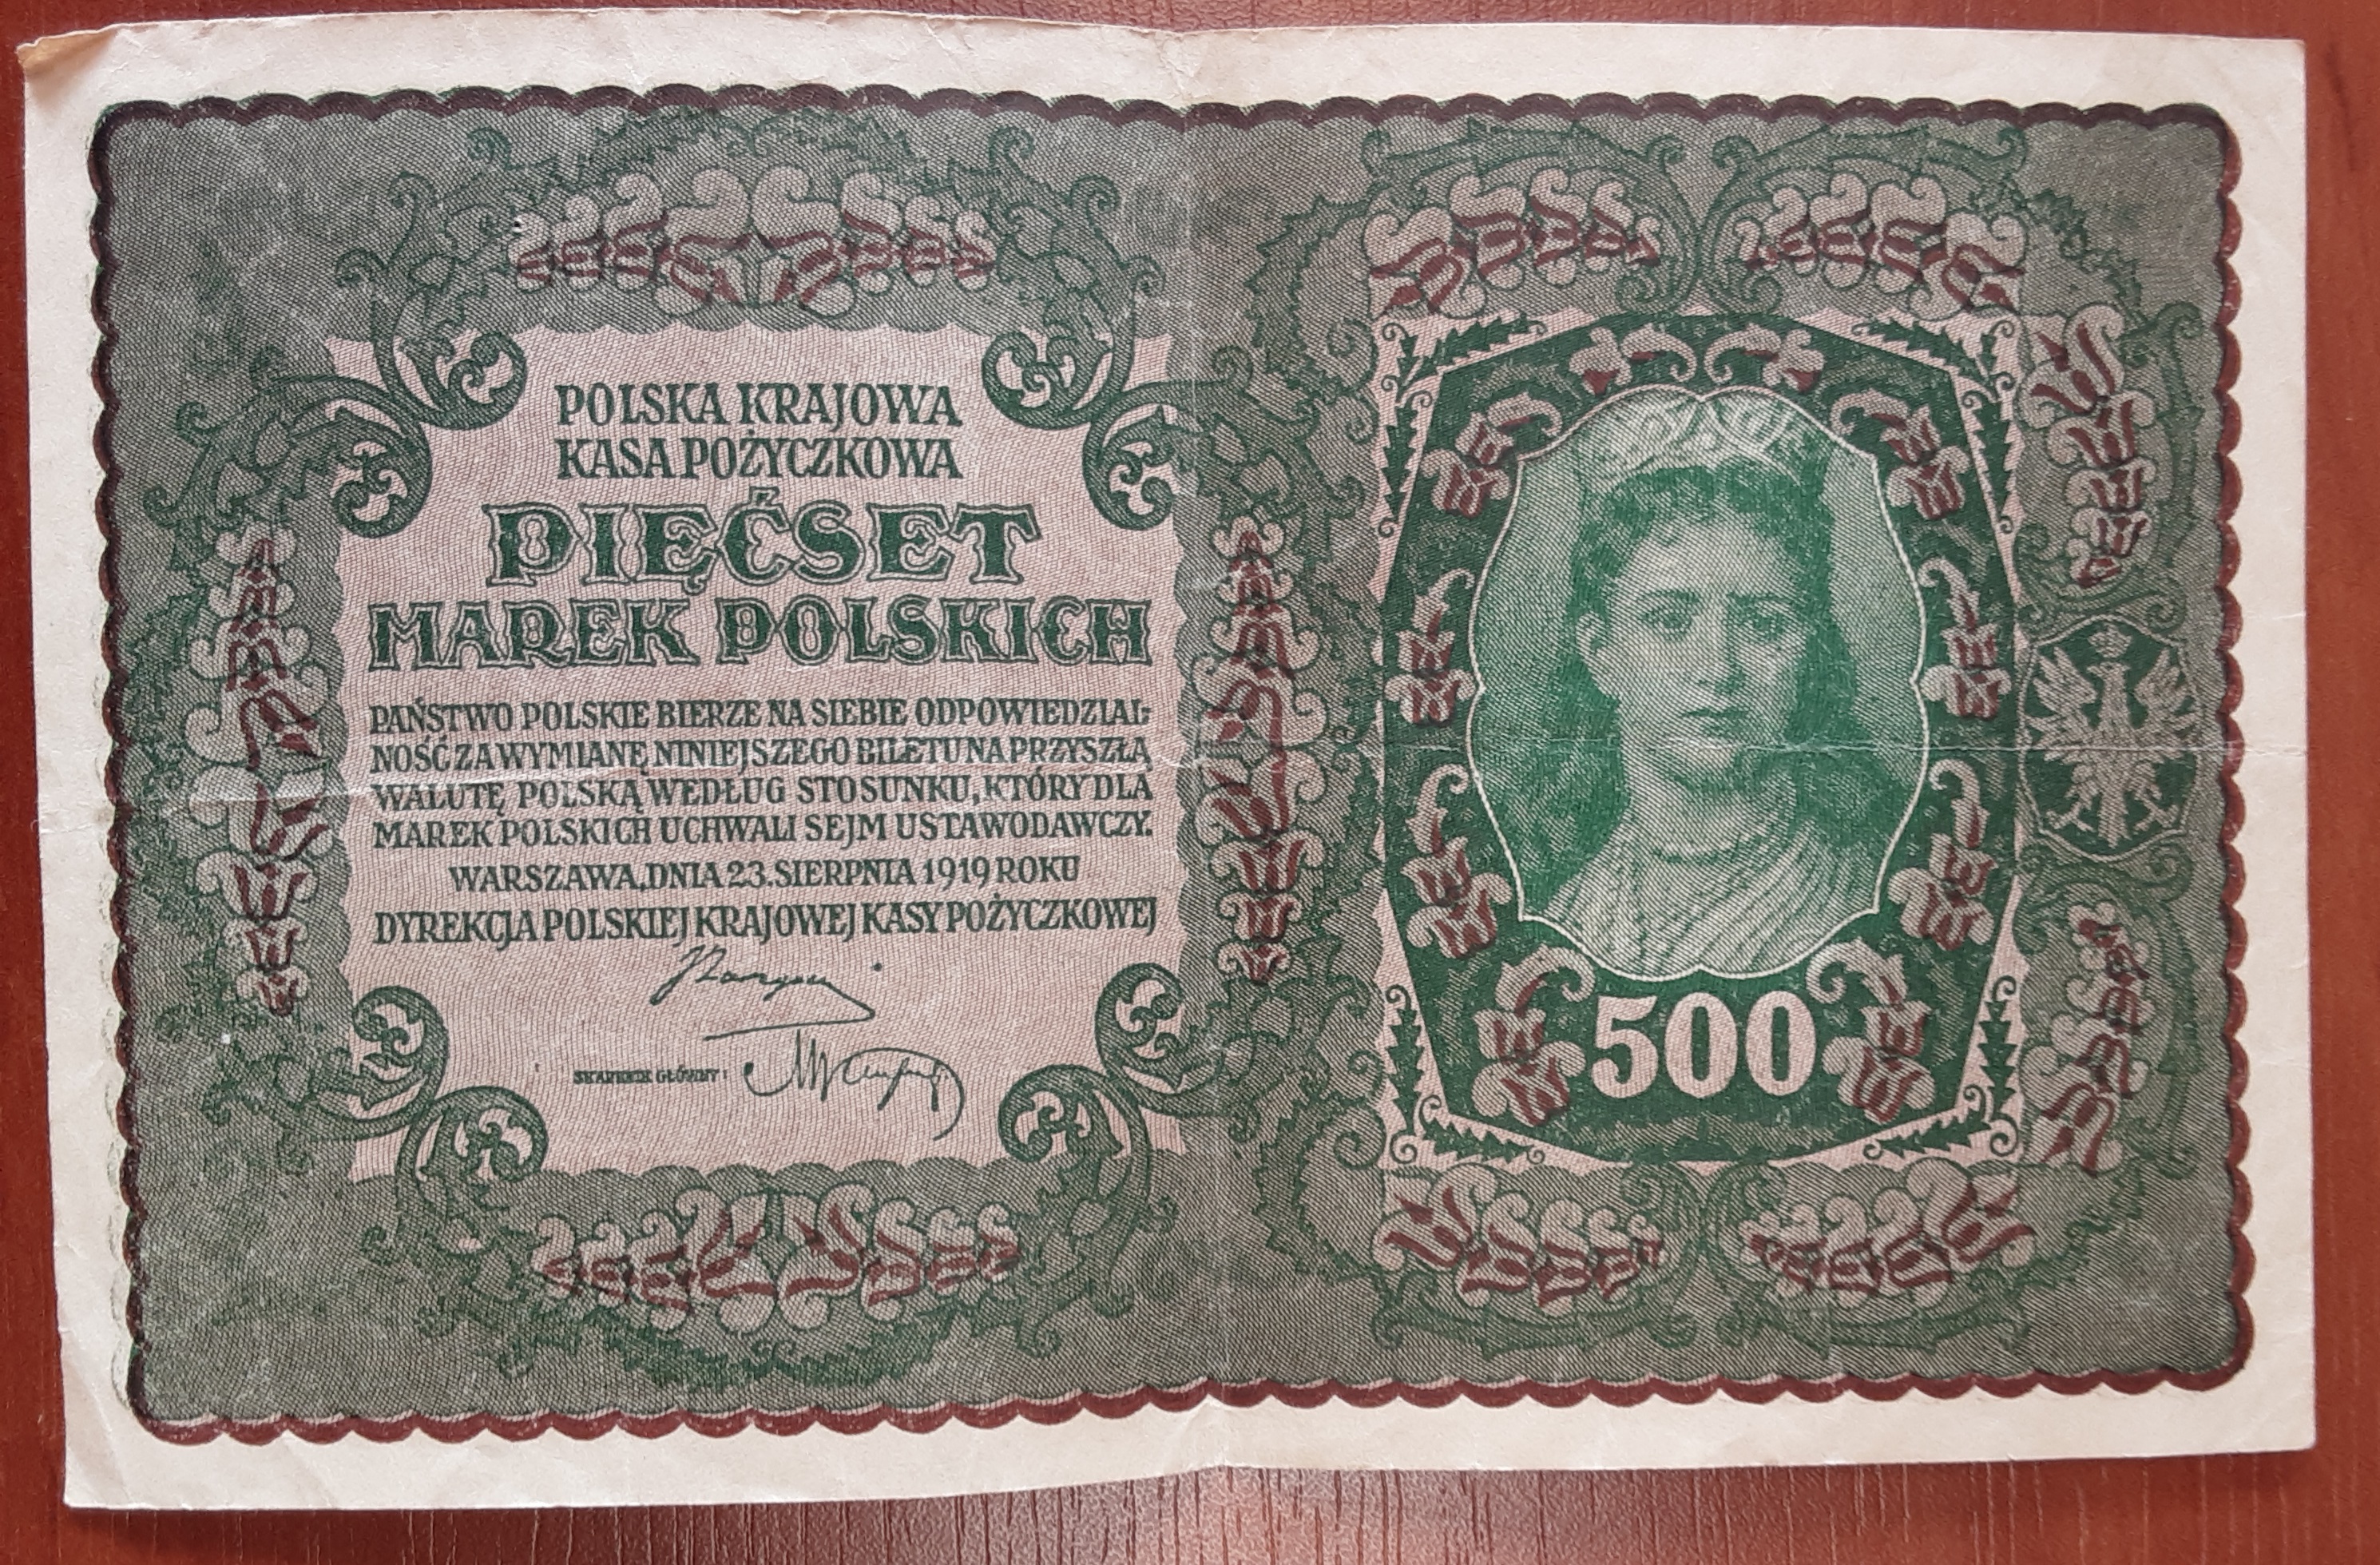 POLSKA KRAJOWA
KASA POŻYCZKOWA
PIĘĆSET
MAREK POLSKICH
PAŃSTWO POLSKIE BIERZE NA SIEBIE ODPOWIEDZIAL-
NOŚĆ ZA WYMIANĘ NINIEJSZEGO BILETU NA PRZYSZŁĄ
WALUTĘ POLSKĄ WEDŁUG STOSUNKU, KTÓRY DLA
MAREK POLSKICH UCHWALI SEJM USTAWODAWCZY.
WARSZAWA, DNIA 23. SIERPNIA 1919 ROKU
DYREKCJA POLSKIEJ KRAJOWEJ KASY POŻYCZKOWEJ
SKARBNIK GŁÓWNY:
500